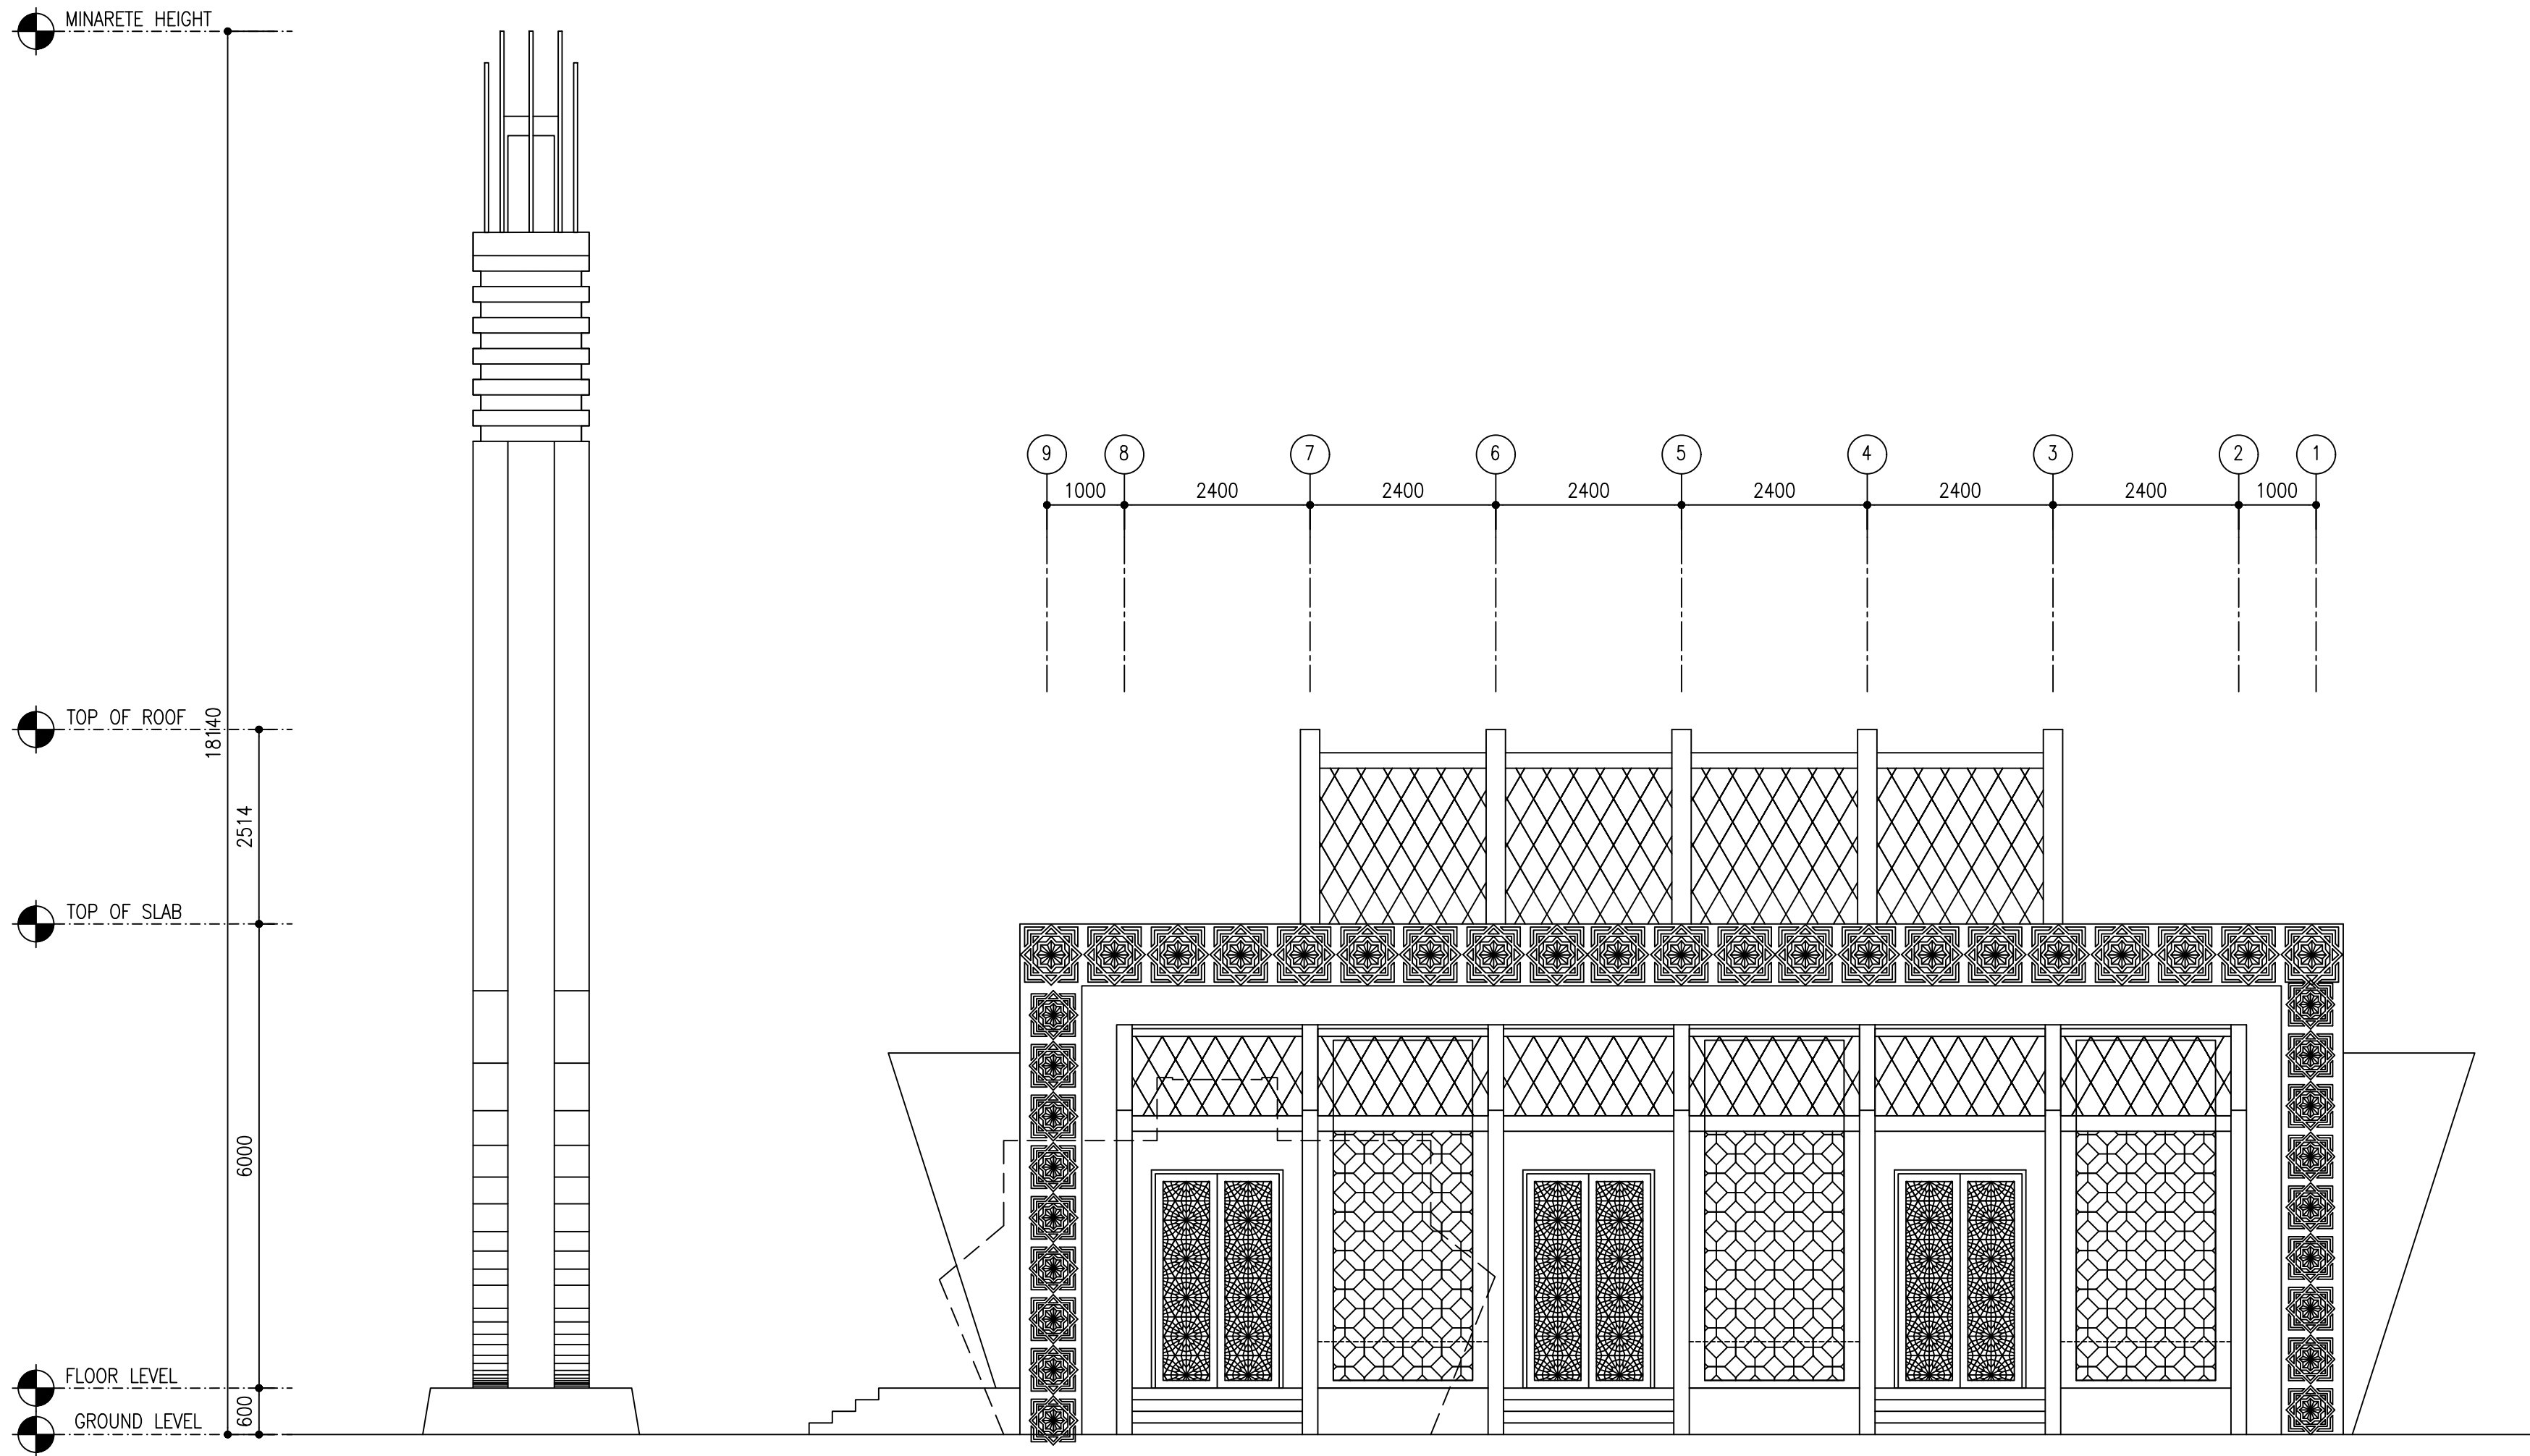 MINARETE HEIGHT
9 8 7 6 5 4 3 2 1
1000 2400 2400 2400 2400 2400 2400 1000
TOP OF ROOF
18140
2514
TOP OF SLAB
6000
FLOOR LEVEL
600
GROUND LEVEL